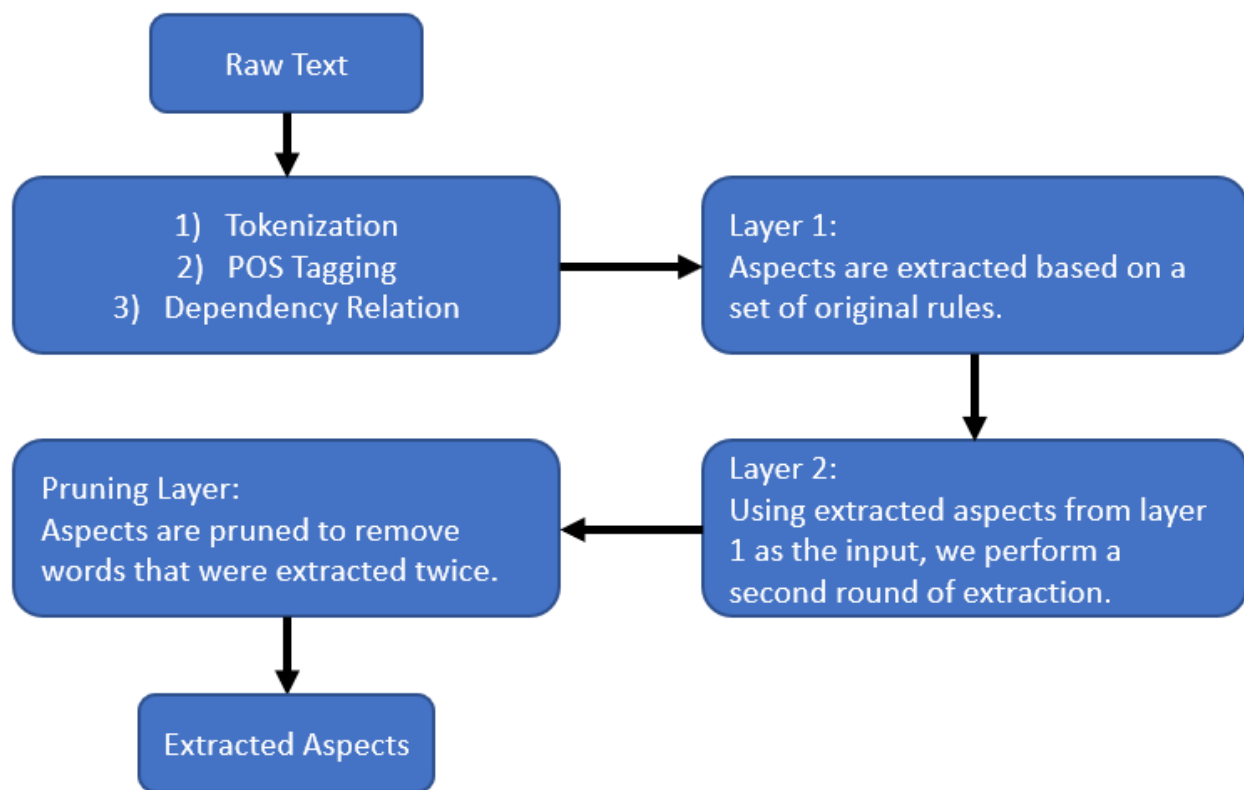 Raw Text
1) Tokenization
2) POS Tagging
3) Dependency Relation
Layer 1:
Aspects are extracted based on a
set of original rules.
Layer 2:
Using extracted aspects from layer
1 as the input, we perform a
second round of extraction.
Pruning Layer:
Aspects are pruned to remove
words that were extracted twice.
Extracted Aspects